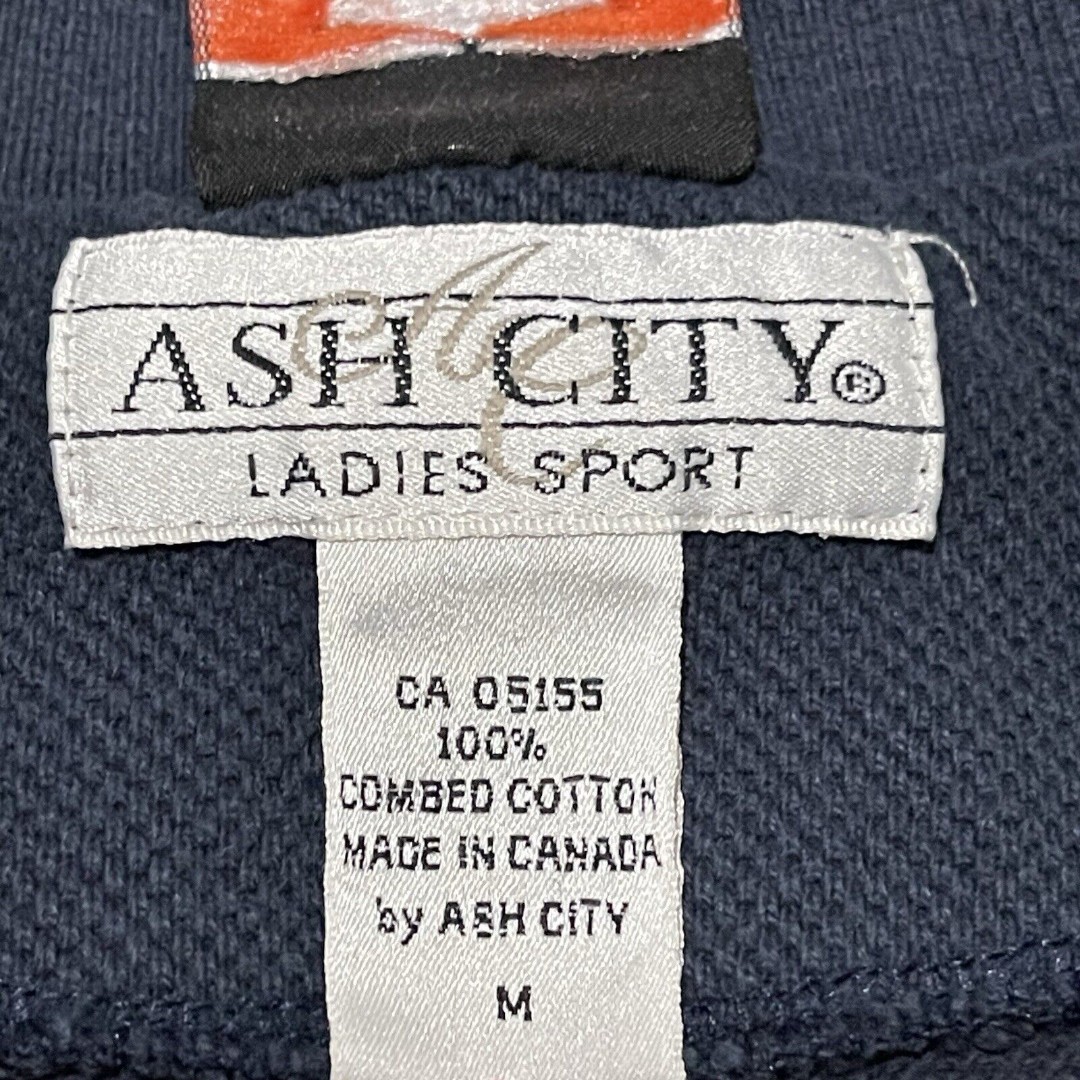 ASH CITY®
LADIES SPORT
CA 05155
100%
COMBED COTTON
MADE IN CANADA
by ASH CITY
M